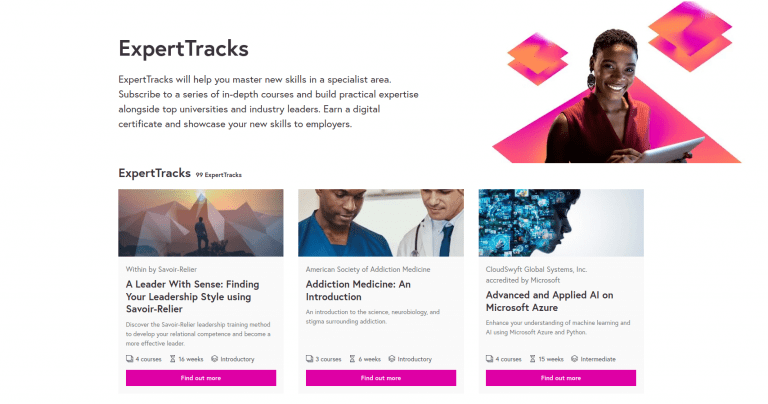 ExpertTracks
ExpertTracks will help you master new skills in a specialist area.
Subscribe to a series of in-depth courses and build practical expertise
alongside top universities and industry leaders. Earn a digital
certificate and showcase your new skills to employers.
ExpertTracks 99 ExpertTracks
Within by Savoir-Relier
A Leader With Sense: Finding
Your Leadership Style using
Savoir-Relier
Discover the Savoir-Relier leadership training method
to develop your relational competence and become a
more effective leader.
4 courses 16 weeks Introductory
Find out more
American Society of Addiction Medicine
Addiction Medicine: An
Introduction
An introduction to the science, neurobiology, and
stigma surrounding addiction.
3 courses 6 weeks Introductory
Find out more
CloudSwyft Global Systems, Inc.
accredited by Microsoft
Advanced and Applied AI on
Microsoft Azure
Enhance your understanding of machine learning and
AI using Microsoft Azure and Python.
4 courses 15 weeks Intermediate
Find out more